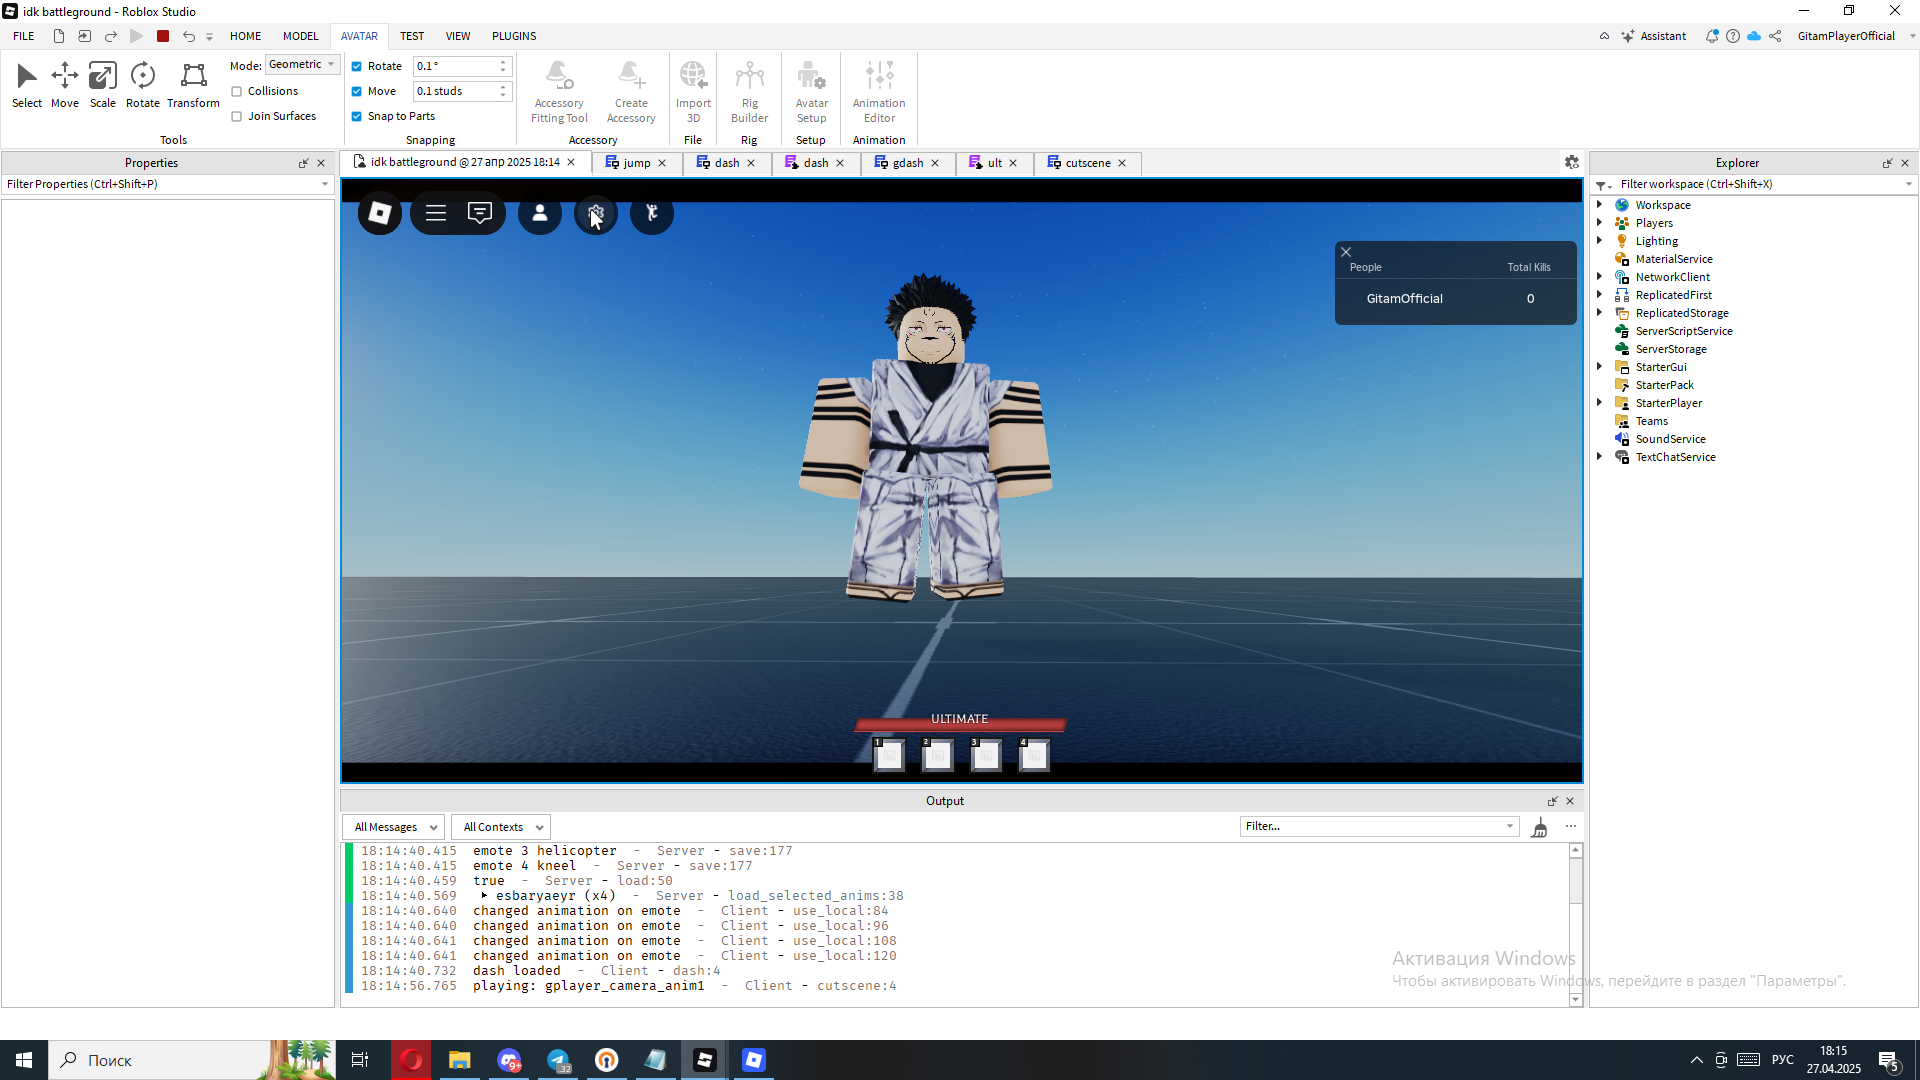 idk battleground - Roblox Studio
FILE HOME MODEL AVATAR TEST VIEW PLUGINS Assistant GitamPlayerOfficial
Select Move Scale Rotate Transform
Mode: Geometric
Collisions
Join Surfaces
Tools
Rotate 0.1°
Move 0.1 studs
Snap to Parts
Snapping
Accessory Fitting Tool
Create Accessory
Accessory
Import 3D
File
Rig Builder
Rig
Avatar Setup
Setup
Animation Editor
Animation
Properties
Filter Properties (Ctrl+Shift+P)
idk battleground @ 27 апр 2025 18:14
jump
dash
dash
gdash
ult
cutscene
People Total Kills
GitamOfficial 0
ULTIMATE
1 2 3 4
Explorer
Filter workspace (Ctrl+Shift+X)
Workspace
Players
Lighting
MaterialService
NetworkClient
ReplicatedFirst
ReplicatedStorage
ServerScriptService
ServerStorage
StarterGui
StarterPack
StarterPlayer
Teams
SoundService
TextChatService
Output
All Messages All Contexts Filter...
18:14:40.415 emote 3 helicopter - Server - save:177
18:14:40.415 emote 4 kneel - Server - save:177
18:14:40.459 true - Server - load:50
18:14:40.569 esbaryaeyr (x4) - Server - load_selected_anims:38
18:14:40.640 changed animation on emote - Client - use_local:84
18:14:40.640 changed animation on emote - Client - use_local:96
18:14:40.641 changed animation on emote - Client - use_local:108
18:14:40.641 changed animation on emote - Client - use_local:120
18:14:40.732 dash loaded - Client - dash:4
18:14:56.765 playing: gplayer_camera_anim1 - Client - cutscene:4
Активация Windows
Чтобы активировать Windows, перейдите в раздел "Параметры".
Поиск
9+
32
РУС
18:15
27.04.2025
5